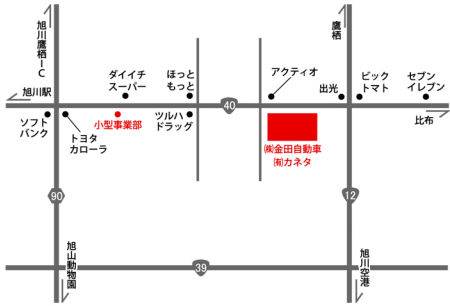 旭川鷹栖IC
鷹栖
旭川駅
ダイイチ
スーパー
ほっと
もっと
アクティオ
出光
ビック
トマト
セブン
イレブン
40
比布
ソフト
バンク
トヨタ
カローラ
小型事業部
ツルハ
ドラッグ
㈱金田自動車
㈲カネタ
90
12
旭山動物園
39
旭川空港